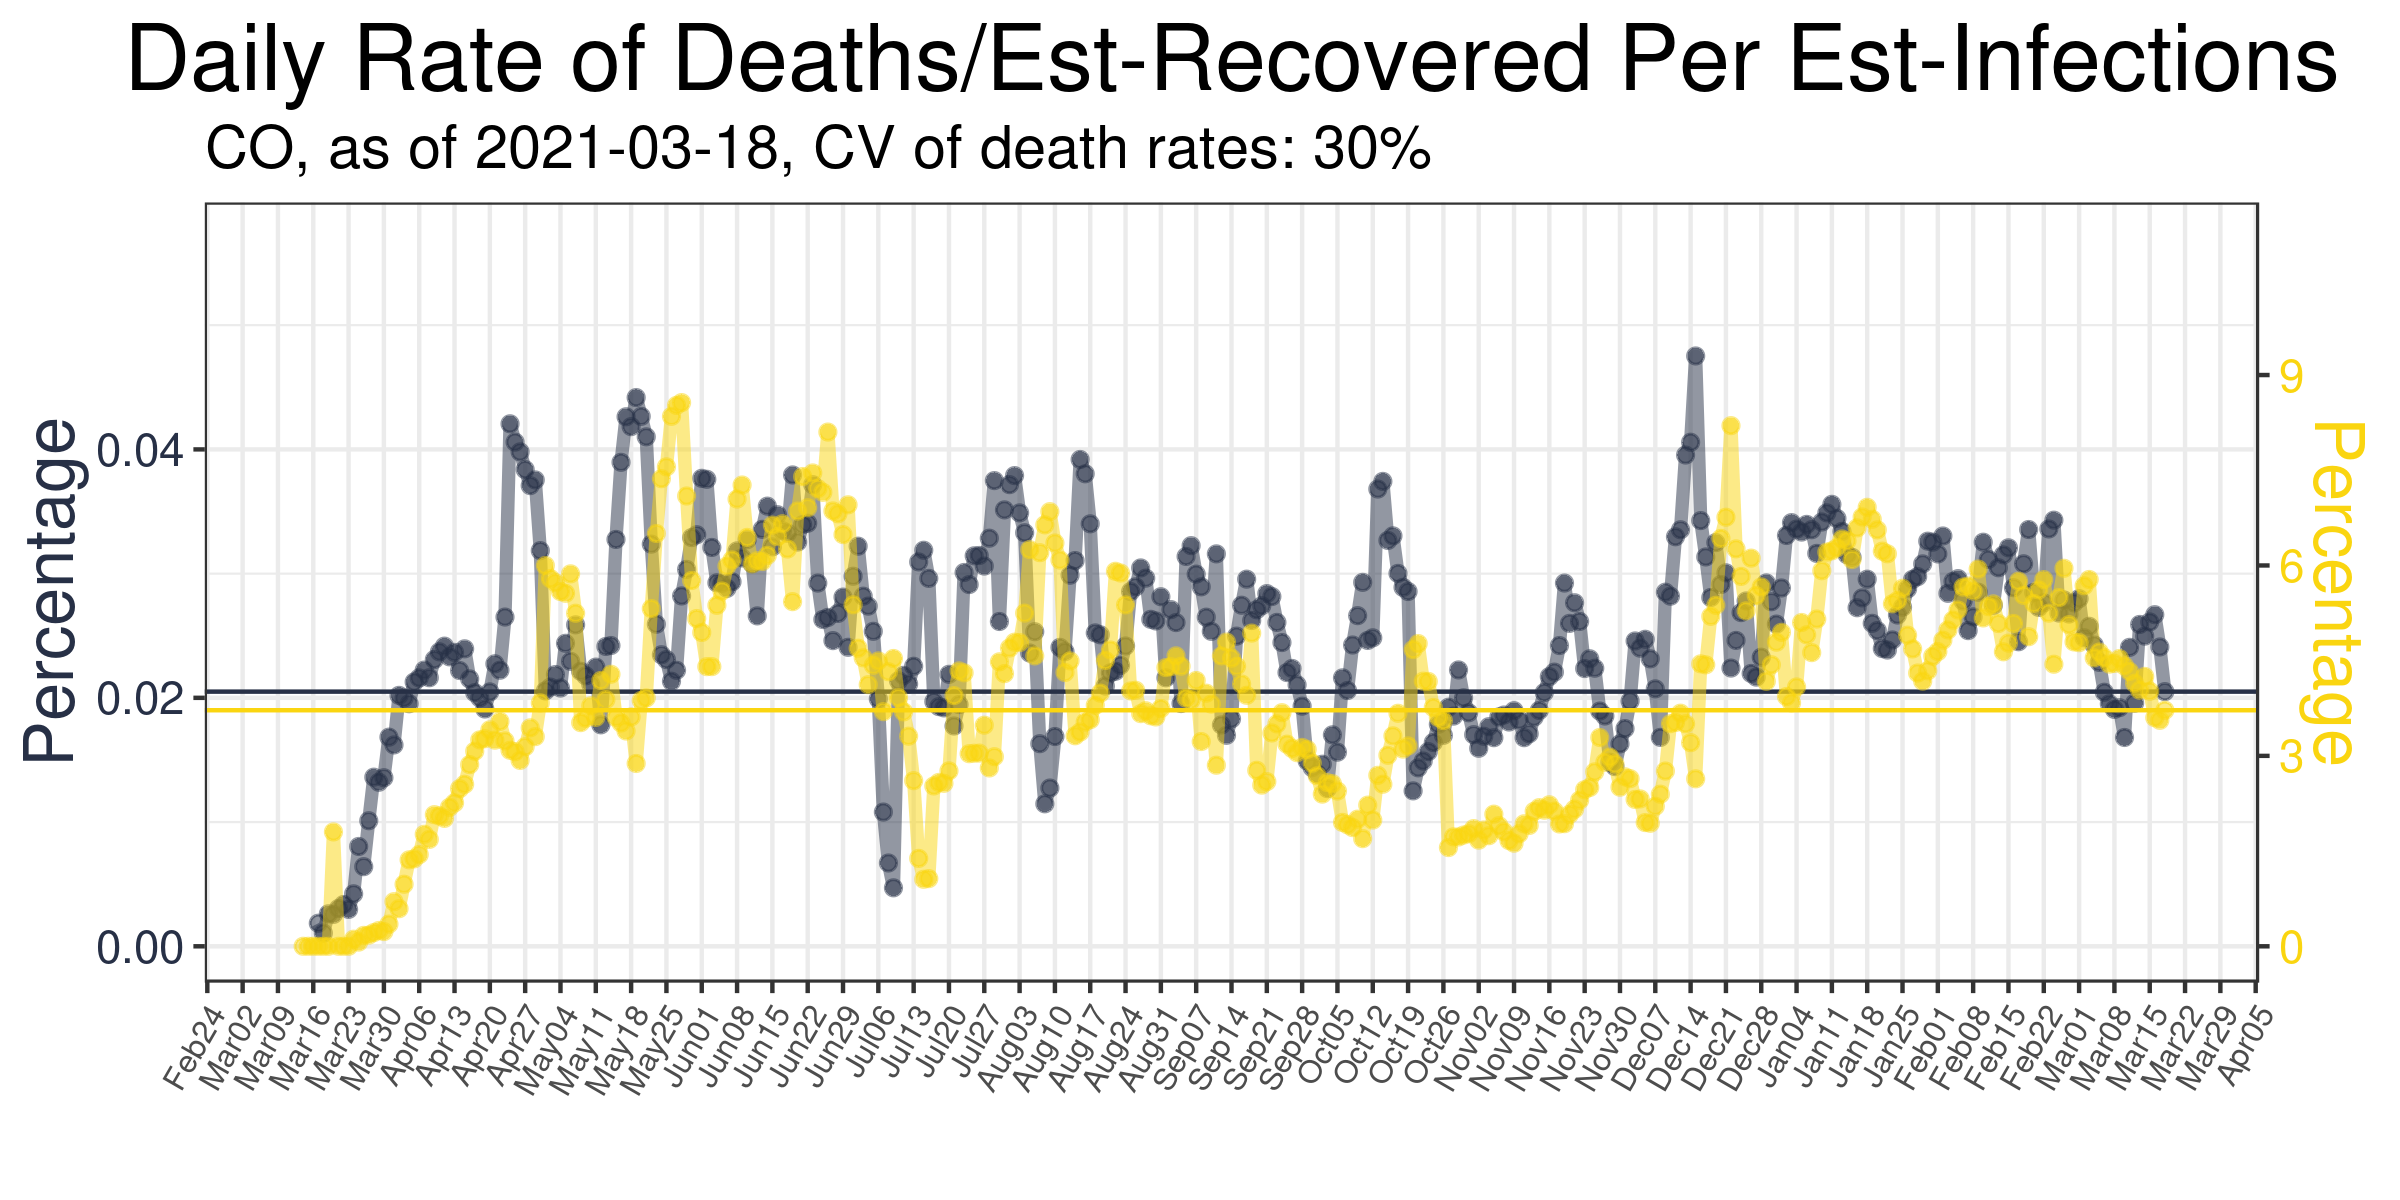 Daily Rate of Deaths/Est-Recovered Per Est-Infections
CO, as of 2021-03-18, CV of death rates: 30%
Percentage
0.04
0.02
0.00
9
6
3
0
Percentage
Feb24
Mar02
Mar09
Mar16
Mar23
Mar30
Apr06
Apr13
Apr20
Apr27
May04
May11
May18
May25
Jun01
Jun08
Jun15
Jun22
Jun29
Jul06
Jul13
Jul20
Jul27
Aug03
Aug10
Aug17
Aug24
Aug31
Sep07
Sep14
Sep21
Sep28
Oct05
Oct12
Oct19
Oct26
Nov02
Nov09
Nov16
Nov23
Nov30
Dec07
Dec14
Dec21
Dec28
Jan04
Jan11
Jan18
Jan25
Feb01
Feb08
Feb15
Feb22
Mar01
Mar08
Mar15
Mar22
Mar29
Apr05